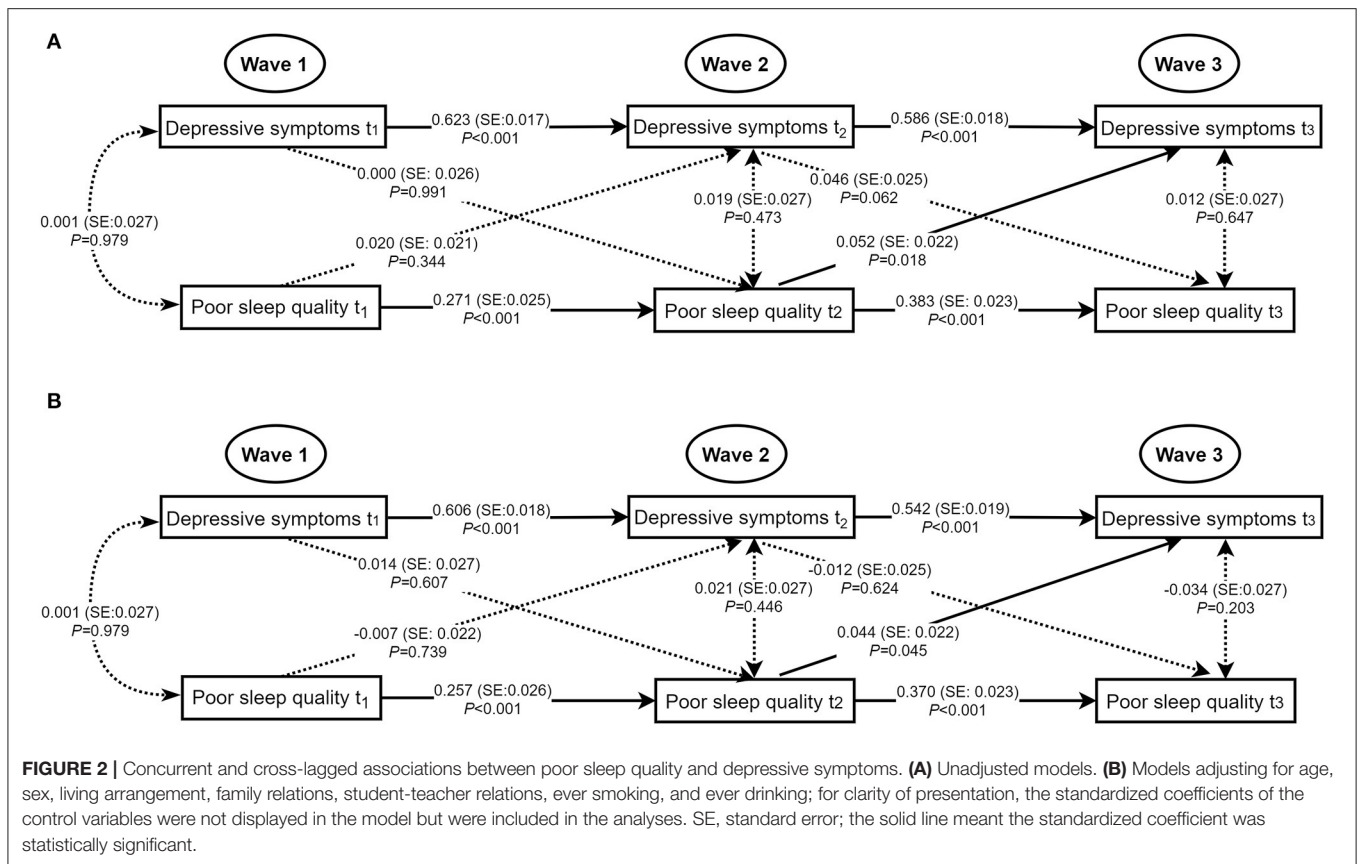 A
Wave 1
Wave 2
Wave 3
Depressive symptoms t1
0.623 (SE:0.017)
P<0.001
Depressive symptoms t2
0.586 (SE:0.018)
P<0.001
Depressive symptoms t3
0.000 (SE: 0.026)
P=0.991
0.046 (SE:0.025)
P=0.062
0.001 (SE:0.027)
P=0.979
0.019 (SE:0.027)
P=0.473
0.012 (SE:0.027)
P=0.647
0.020 (SE: 0.021)
P=0.344
0.052 (SE: 0.022)
P=0.018
Poor sleep quality t1
0.271 (SE:0.025)
P<0.001
Poor sleep quality t2
0.383 (SE: 0.023)
P<0.001
Poor sleep quality t3
B
Wave 1
Wave 2
Wave 3
Depressive symptoms t1
0.606 (SE:0.018)
P<0.001
Depressive symptoms t2
0.542 (SE:0.019)
P<0.001
Depressive symptoms t3
0.014 (SE: 0.027)
P=0.607
-0.012 (SE:0.025)
P=0.624
0.001 (SE:0.027)
P=0.979
0.021 (SE:0.027)
P=0.446
-0.034 (SE:0.027)
P=0.203
-0.007 (SE: 0.022)
P=0.739
0.044 (SE: 0.022)
P=0.045
Poor sleep quality t1
0.257 (SE:0.026)
P<0.001
Poor sleep quality t2
0.370 (SE: 0.023)
P<0.001
Poor sleep quality t3
FIGURE 2 | Concurrent and cross-lagged associations between poor sleep quality and depressive symptoms. (A) Unadjusted models. (B) Models adjusting for age,
sex, living arrangement, family relations, student-teacher relations, ever smoking, and ever drinking; for clarity of presentation, the standardized coefficients of the
control variables were not displayed in the model but were included in the analyses. SE, standard error; the solid line meant the standardized coefficient was
statistically significant.